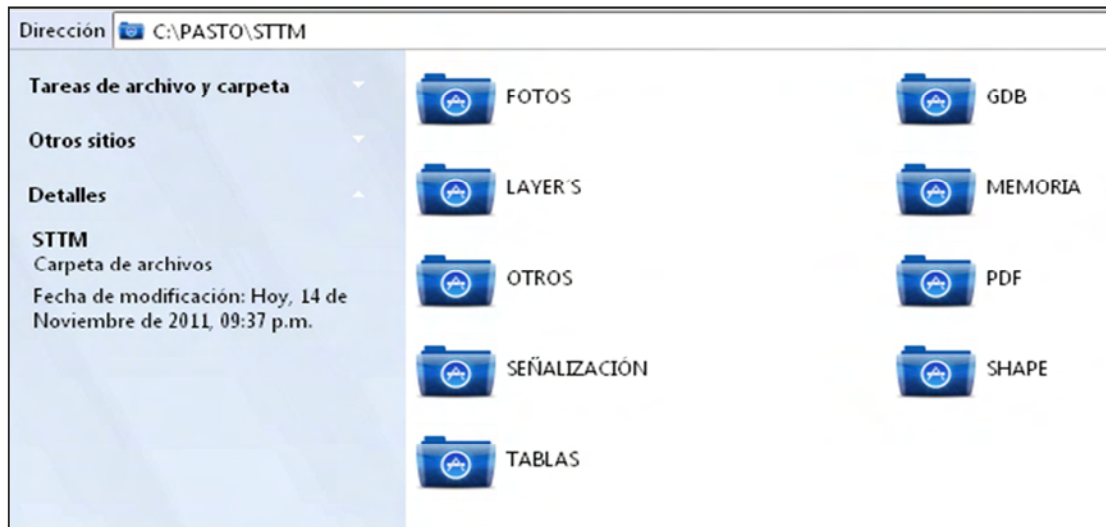 Dirección C:\PASTO\STTM
Tareas de archivo y carpeta
Otros sitios
Detalles
STTM
Carpeta de archivos
Fecha de modificación: Hoy, 14 de
Noviembre de 2011, 09:37 p.m.
FOTOS
GDB
LAYER´S
MEMORIA
OTROS
PDF
SEÑALIZACIÓN
SHAPE
TABLAS